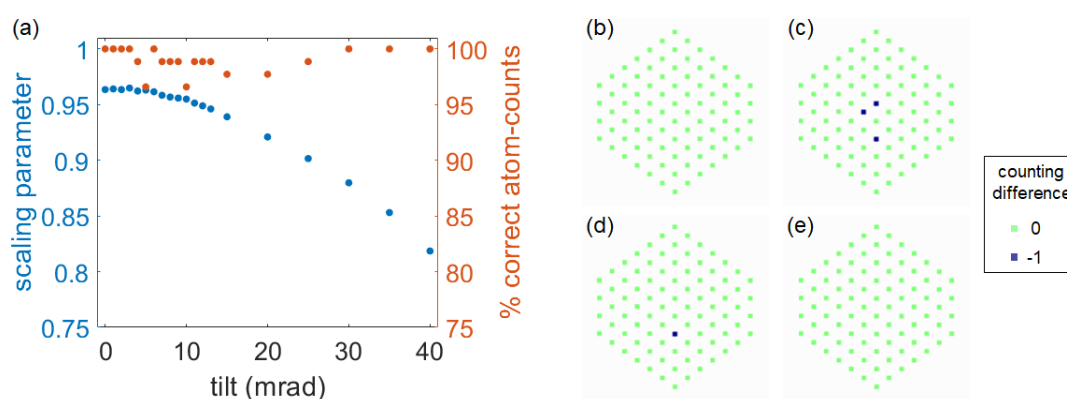 (a)
1
0.95
0.9
0.85
0.8
0.75
scaling parameter
0
10
20
30
40
tilt (mrad)
100
95
90
85
80
75
% correct atom-counts
(b)
(c)
(d)
(e)
counting
difference
0
-1